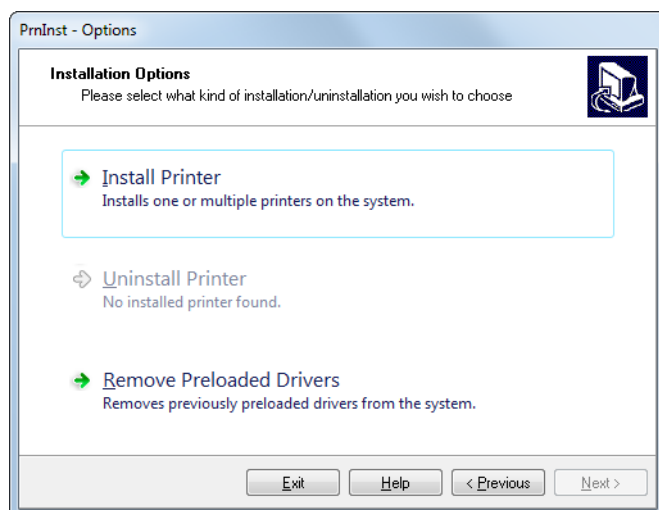 PrnInst - Options
Installation Options
Please select what kind of installation/uninstallation you wish to choose
Install Printer
Installs one or multiple printers on the system.
Uninstall Printer
No installed printer found.
Remove Preloaded Drivers
Removes previously preloaded drivers from the system.
Exit Help < Previous Next >